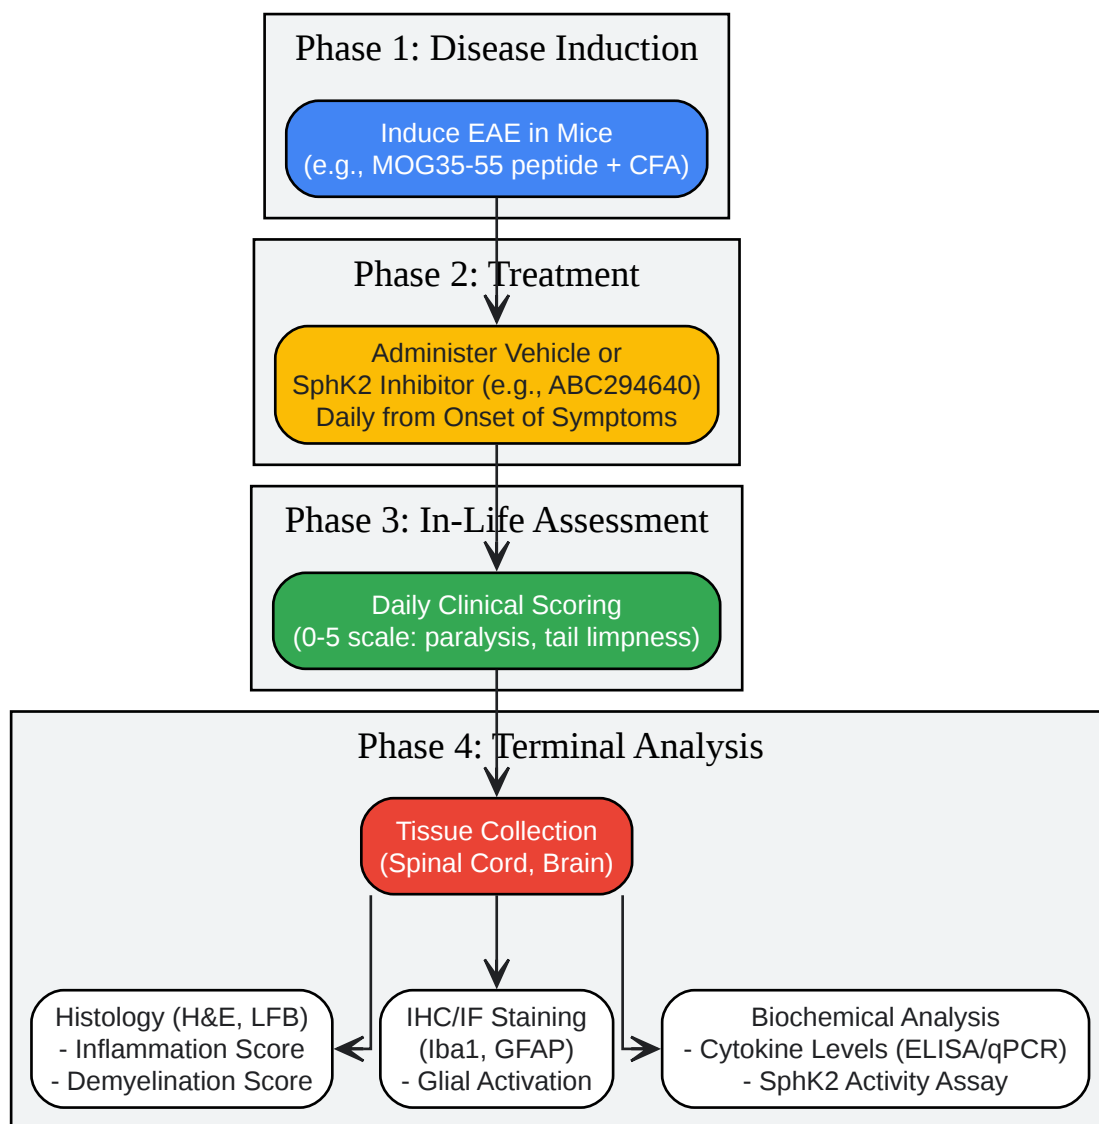 Phase 1: Disease Induction
Induce EAE in Mice
(e.g., MOG35-55 peptide + CFA)
Phase 2: Treatment
Administer Vehicle or
SphK2 Inhibitor (e.g., ABC294640)
Daily from Onset of Symptoms
Phase 3: In-Life Assessment
Daily Clinical Scoring
(0-5 scale: paralysis, tail limpness)
Phase 4: Terminal Analysis
Tissue Collection
(Spinal Cord, Brain)
Histology (H&E, LFB)
- Inflammation Score
- Demyelination Score
IHC/IF Staining
(Iba1, GFAP)
- Glial Activation
Biochemical Analysis
- Cytokine Levels (ELISA/qPCR)
- SphK2 Activity Assay